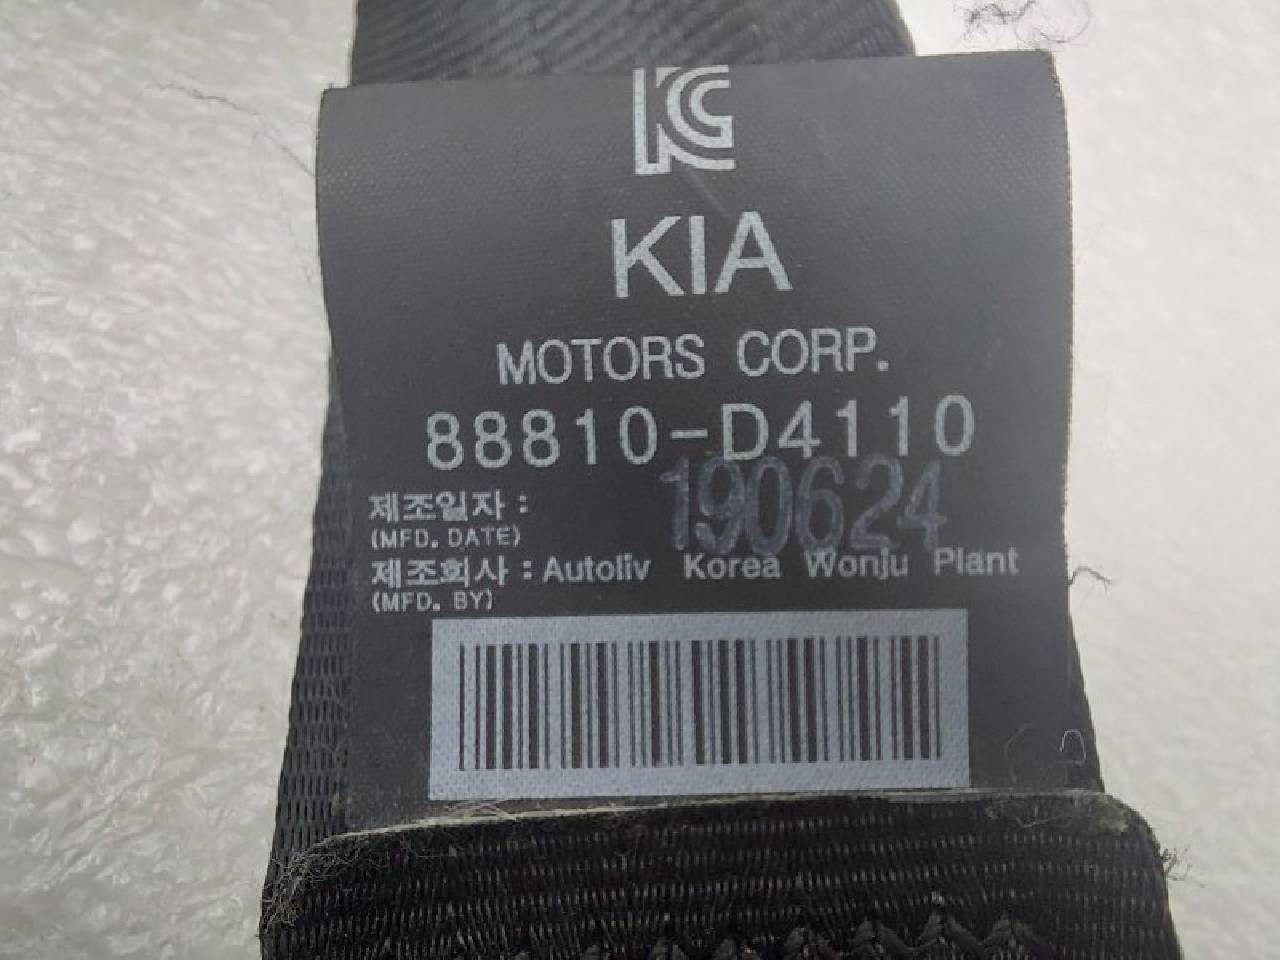 KC
KIA
MOTORS CORP.
88810-D4110
제조일자 : 190624
(MFD. DATE)
제조회사 : Autoliv Korea Wonju Plant
(MFD. BY)